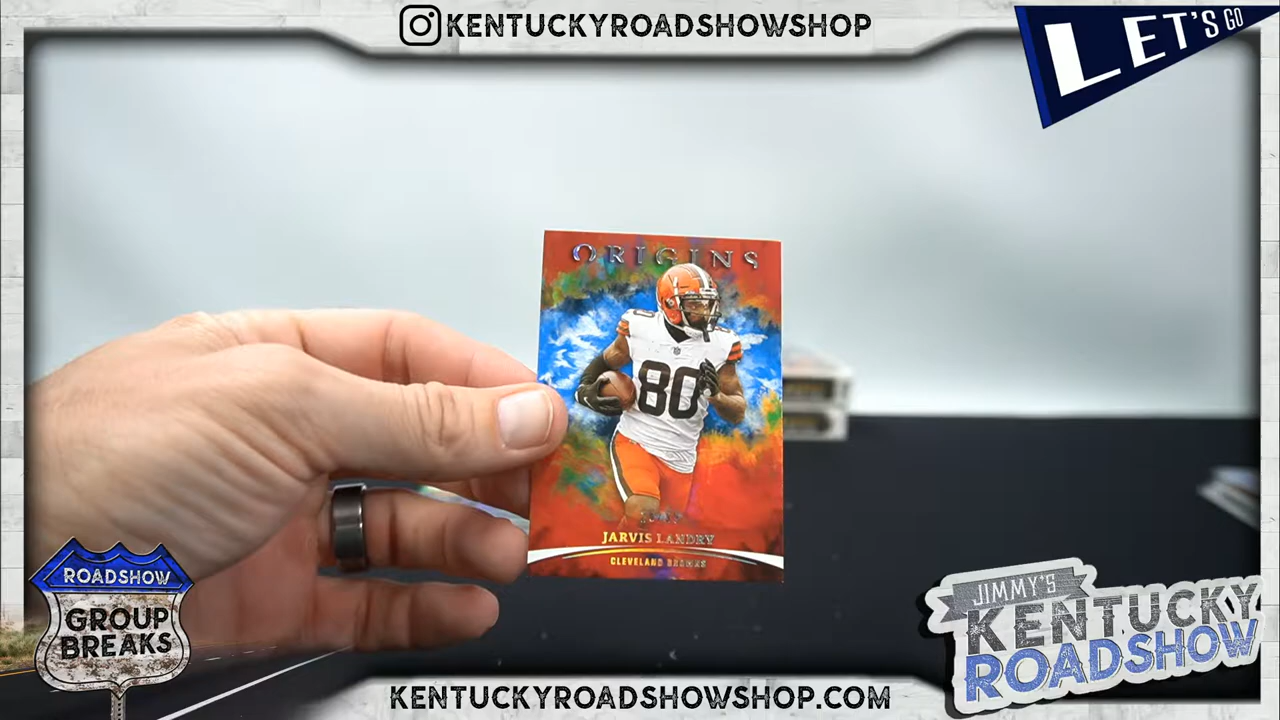 KENTUCKYROADSHOWSHOP
LET'S GO
ORIGINS
80
JARVIS LANDRY
CLEVELAND BROWNS
ROADSHOW
GROUP
BREAKS
JIMMY'S
KENTUCKY
ROADSHOW
KENTUCKYROADSHOWSHOP.COM